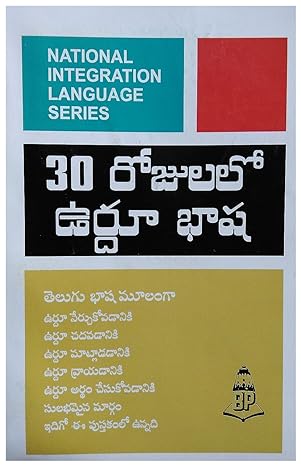 NATIONAL
INTEGRATION
LANGUAGE
SERIES
30 రోజులలో
ఉర్దూ భాష
తెలుగు భాష మూలంగా
ఉర్దూ నేర్చుకోవడానికి
ఉర్దూ చదవడానికి
ఉర్దూ మాట్లాడడానికి
ఉర్దూ వ్రాయడానికి
ఉర్దూ అర్థం చేసుకోవడానికి
సులభమైన మార్గం
ఇదిగో ఈ పుస్తకంలో ఉన్నది
BP